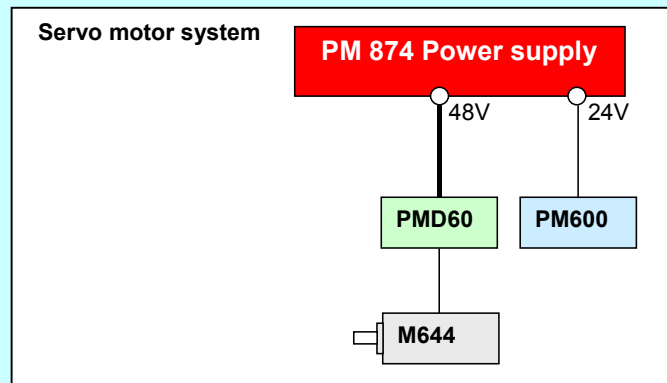 Servo motor system
PM 874 Power supply
48V
24V
PMD60
PM600
M644